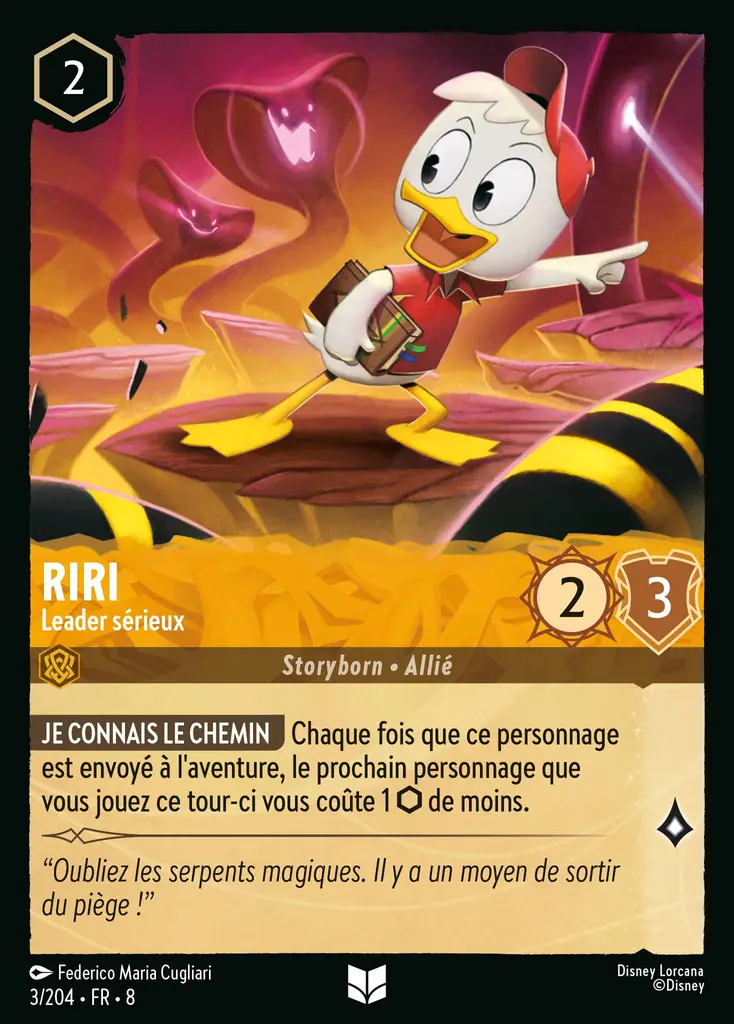 2
RIRI
Leader sérieux
2 3
Storyborn • Allié
JE CONNAIS LE CHEMIN Chaque fois que ce personnage
est envoyé à l'aventure, le prochain personnage que
vous jouez ce tour-ci vous coûte 1 de moins.
“Oubliez les serpents magiques. Il y a un moyen de sortir
du piège !”
Federico Maria Cugliari
3/204 • FR • 8
Disney Lorcana
©Disney